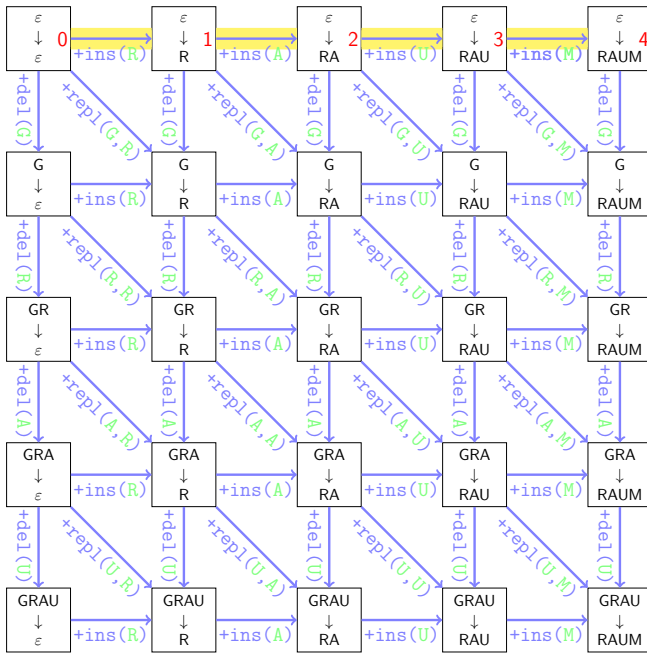 ε ε ε ε ε
↓ 0 ↓ 1 ↓ 2 ↓ 3 ↓ 4
ε R RA RAU RAUM
+ins(R) +ins(A) +ins(U) +ins(M)
+del(G) +repl(G,R) +del(G) +repl(G,A) +del(G) +repl(G,U) +del(G) +repl(G,M) +del(G)
G G G G G
↓ ↓ ↓ ↓ ↓
ε R RA RAU RAUM
+ins(R) +ins(A) +ins(U) +ins(M)
+del(R) +repl(R,R) +del(R) +repl(R,A) +del(R) +repl(R,U) +del(R) +repl(R,M) +del(R)
GR GR GR GR GR
↓ ↓ ↓ ↓ ↓
ε R RA RAU RAUM
+ins(R) +ins(A) +ins(U) +ins(M)
+del(A) +repl(A,R) +del(A) +repl(A,A) +del(A) +repl(A,U) +del(A) +repl(A,M) +del(A)
GRA GRA GRA GRA GRA
↓ ↓ ↓ ↓ ↓
ε R RA RAU RAUM
+ins(R) +ins(A) +ins(U) +ins(M)
+del(U) +repl(U,R) +del(U) +repl(U,A) +del(U) +repl(U,U) +del(U) +repl(U,M) +del(U)
GRAU GRAU GRAU GRAU GRAU
↓ ↓ ↓ ↓ ↓
ε R RA RAU RAUM
+ins(R) +ins(A) +ins(U) +ins(M)